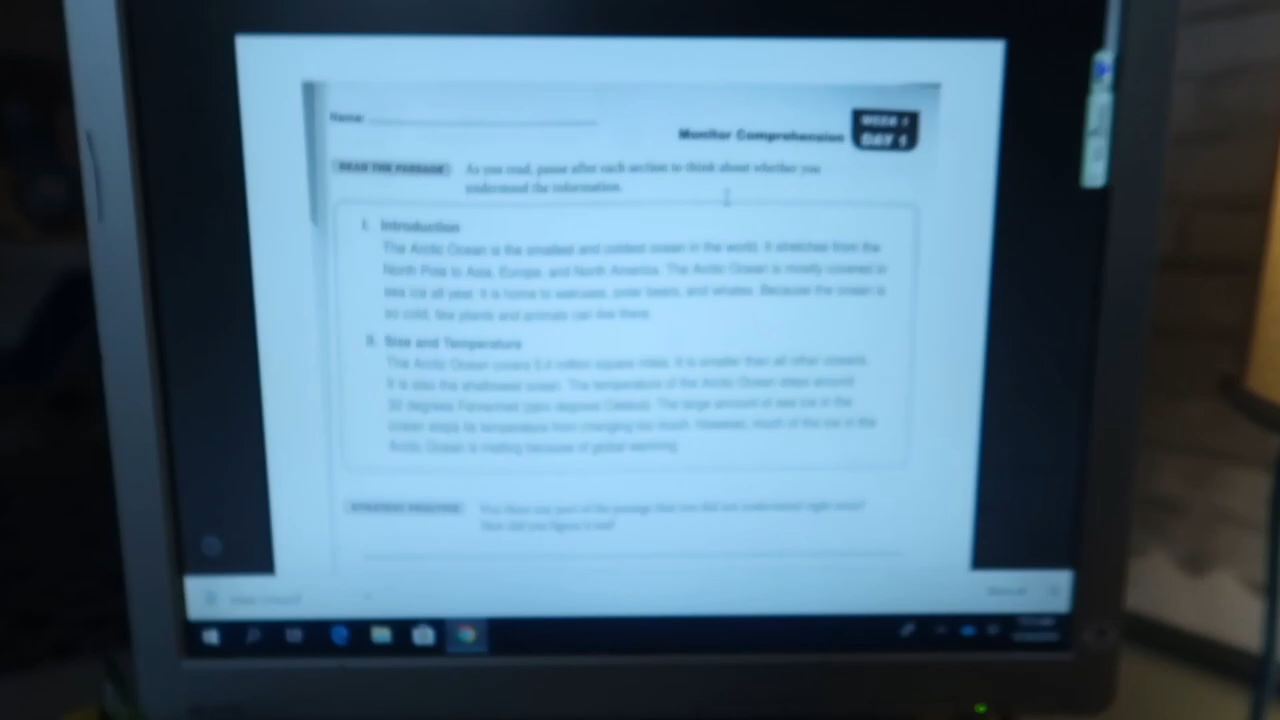 Name:
Monitor Comprehension
WEEK
DAY 1
READ THE PASSAGE As you read, pause after each section to think about whether you
understand the information.
I. Introduction
The Arctic Ocean is the smallest and coldest ocean in the world. It stretches from the
North Pole to Asia, Europe, and North America. The Arctic Ocean is mostly covered in
sea ice all year. It is home to walruses, polar bears, and whales. Because the ocean is
so cold, few plants and animals can live there.
II. Size and Temperature
The Arctic Ocean covers 5.4 million square miles. It is smaller than all other oceans.
It is also the shallowest ocean. The temperature of the Arctic Ocean stays around
degrees Fahrenheit degrees Celsius). The large amount of sea ice in the
ocean stops its temperature from changing too much. However, much of the ice in the
Arctic Ocean is melting because of global warming.
STRATEGY PRACTICE Was there any part of the passage that you did not understand right away?
How did you figure it out?